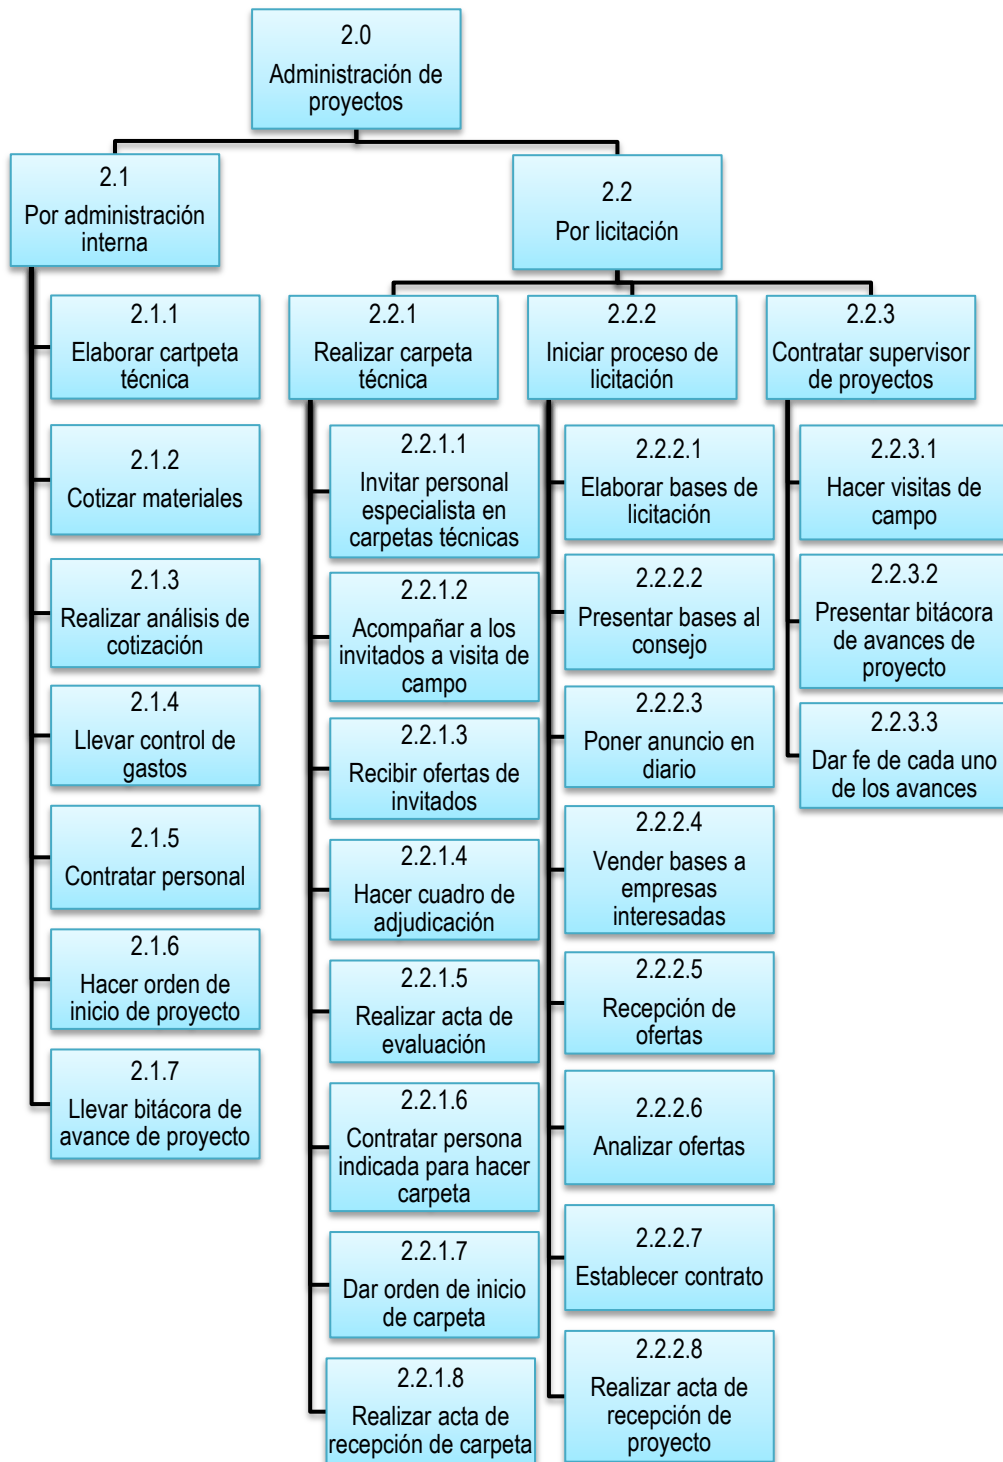 2.0
Administración de
proyectos
2.1
Por administración
interna
2.2
Por licitación
2.1.1
Elaborar cartpeta
técnica
2.1.2
Cotizar materiales
2.1.3
Realizar análisis de
cotización
2.1.4
Llevar control de
gastos
2.1.5
Contratar personal
2.1.6
Hacer orden de
inicio de proyecto
2.1.7
Llevar bitácora de
avance de proyecto
2.2.1
Realizar carpeta
técnica
2.2.1.1
Invitar personal
especialista en
carpetas técnicas
2.2.1.2
Acompañar a los
invitados a visita de
campo
2.2.1.3
Recibir ofertas de
invitados
2.2.1.4
Hacer cuadro de
adjudicación
2.2.1.5
Realizar acta de
evaluación
2.2.1.6
Contratar persona
indicada para hacer
carpeta
2.2.1.7
Dar orden de inicio
de carpeta
2.2.1.8
Realizar acta de
recepción de carpeta
2.2.2
Iniciar proceso de
licitación
2.2.2.1
Elaborar bases de
licitación
2.2.2.2
Presentar bases al
consejo
2.2.2.3
Poner anuncio en
diario
2.2.2.4
Vender bases a
empresas
interesadas
2.2.2.5
Recepción de
ofertas
2.2.2.6
Analizar ofertas
2.2.2.7
Establecer contrato
2.2.2.8
Realizar acta de
recepción de
proyecto
2.2.3
Contratar supervisor
de proyectos
2.2.3.1
Hacer visitas de
campo
2.2.3.2
Presentar bitácora
de avances de
proyecto
2.2.3.3
Dar fe de cada uno
de los avances